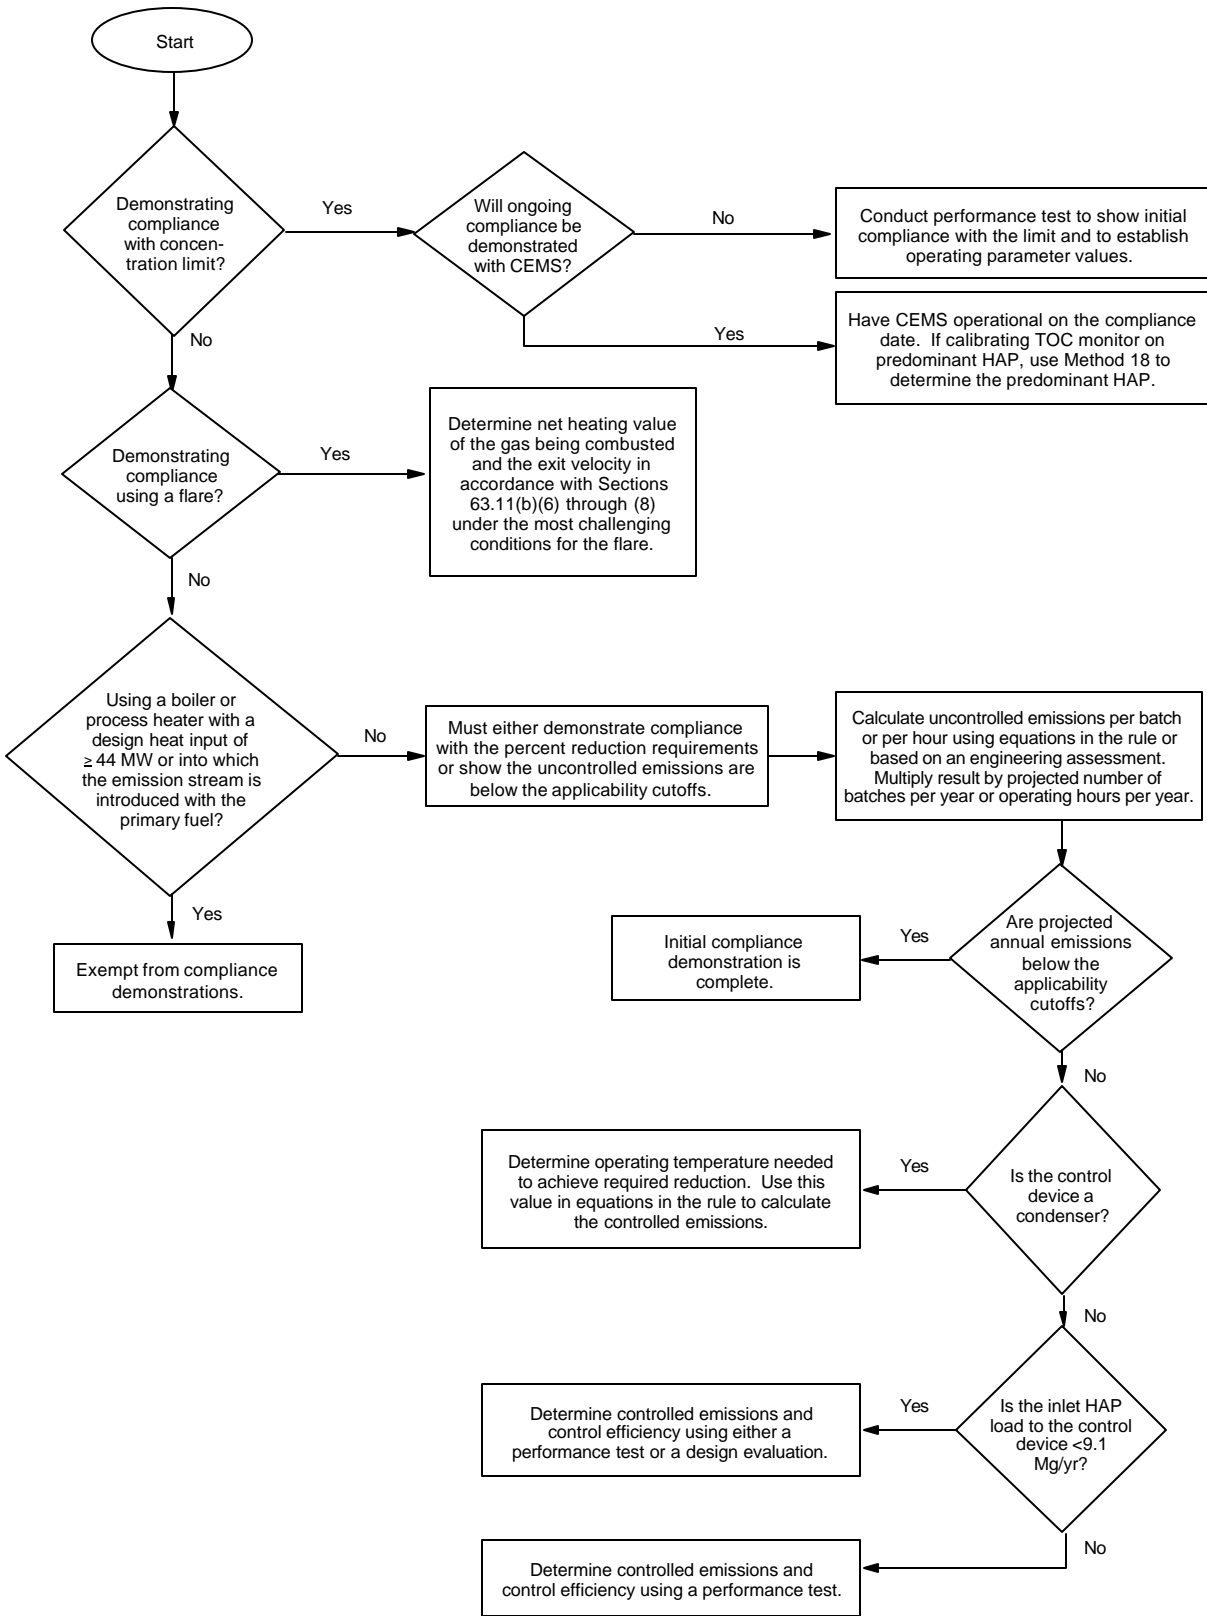 Start
Demonstrating
compliance
with concen-
tration limit?
Yes
Will ongoing
compliance be
demonstrated
with CEMS?
No
Conduct performance test to show initial
compliance with the limit and to establish
operating parameter values.
Yes
Have CEMS operational on the compliance
date. If calibrating TOC monitor on
predominant HAP, use Method 18 to
determine the predominant HAP.
No
Demonstrating
compliance
using a flare?
Yes
Determine net heating value
of the gas being combusted
and the exit velocity in
accordance with Sections
63.11(b)(6) through (8)
under the most challenging
conditions for the flare.
No
Using a boiler or
process heater with a
design heat input of
≥ 44 MW or into which
the emission stream is
introduced with the
primary fuel?
No
Must either demonstrate compliance
with the percent reduction requirements
or show the uncontrolled emissions are
below the applicability cutoffs.
Calculate uncontrolled emissions per batch
or per hour using equations in the rule or
based on an engineering assessment.
Multiply result by projected number of
batches per year or operating hours per year.
Yes
Exempt from compliance
demonstrations.
Are projected
annual emissions
below the
applicability
cutoffs?
Yes
Initial compliance
demonstration is
complete.
No
Is the control
device a
condenser?
Yes
Determine operating temperature needed
to achieve required reduction. Use this
value in equations in the rule to calculate
the controlled emissions.
No
Is the inlet HAP
load to the control
device <9.1
Mg/yr?
Yes
Determine controlled emissions and
control efficiency using either a
performance test or a design evaluation.
No
Determine controlled emissions and
control efficiency using a performance test.